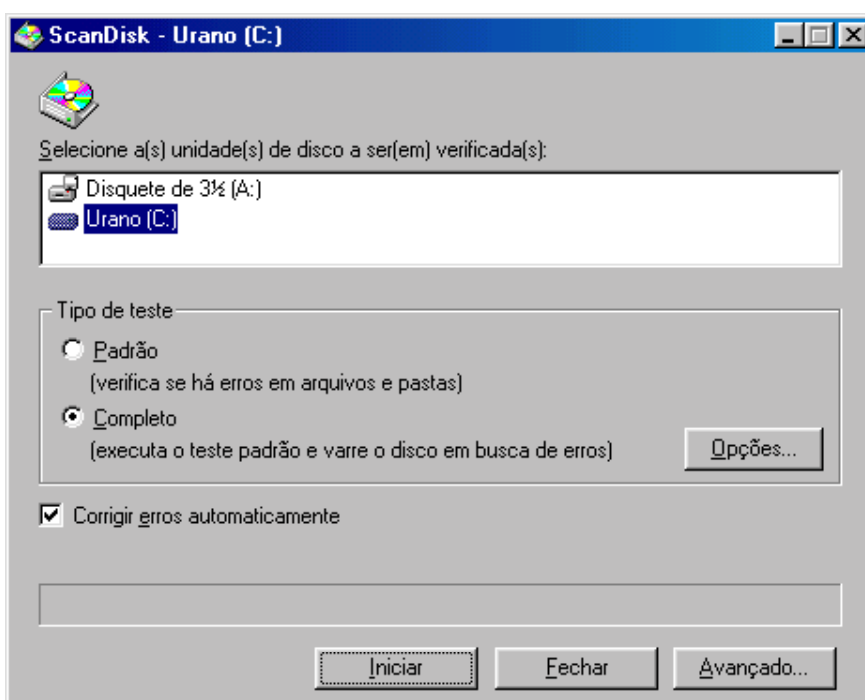 ScanDisk - Urano (C:)
Selecione a(s) unidade(s) de disco a ser(em) verificada(s):
Disquete de 3½ (A:)
Urano (C:)
Tipo de teste
Padrão
(verifica se há erros em arquivos e pastas)
Completo
(executa o teste padrão e varre o disco em busca de erros)
Opções...
Corrigir erros automaticamente
Iniciar
Fechar
Avançado...